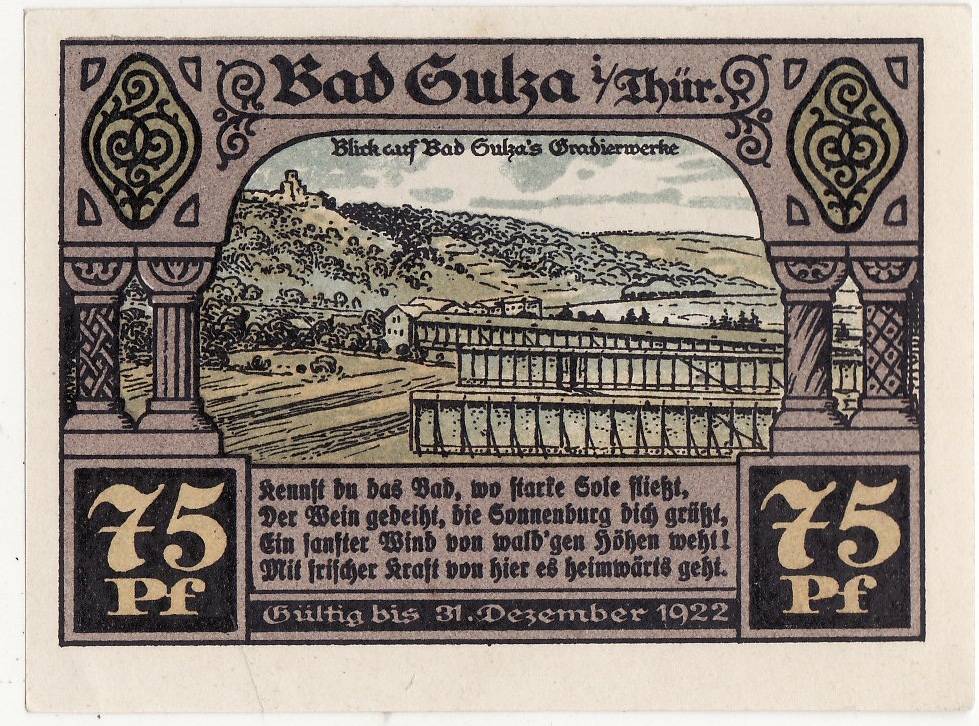 Bad Sulza i/Thür.
Blick auf Bad Sulza's Gradierwerke
Kennst du das Bad, wo starke Sole fließt,
Der Wein gedeiht, die Sonnenburg dich grüßt,
Ein sanfter Wind von wald'gen Höhen weht!
Mit frischer Kraft von hier es heimwärts geht.
75
Pf
75
Pf
Gültig bis 31. Dezember 1922